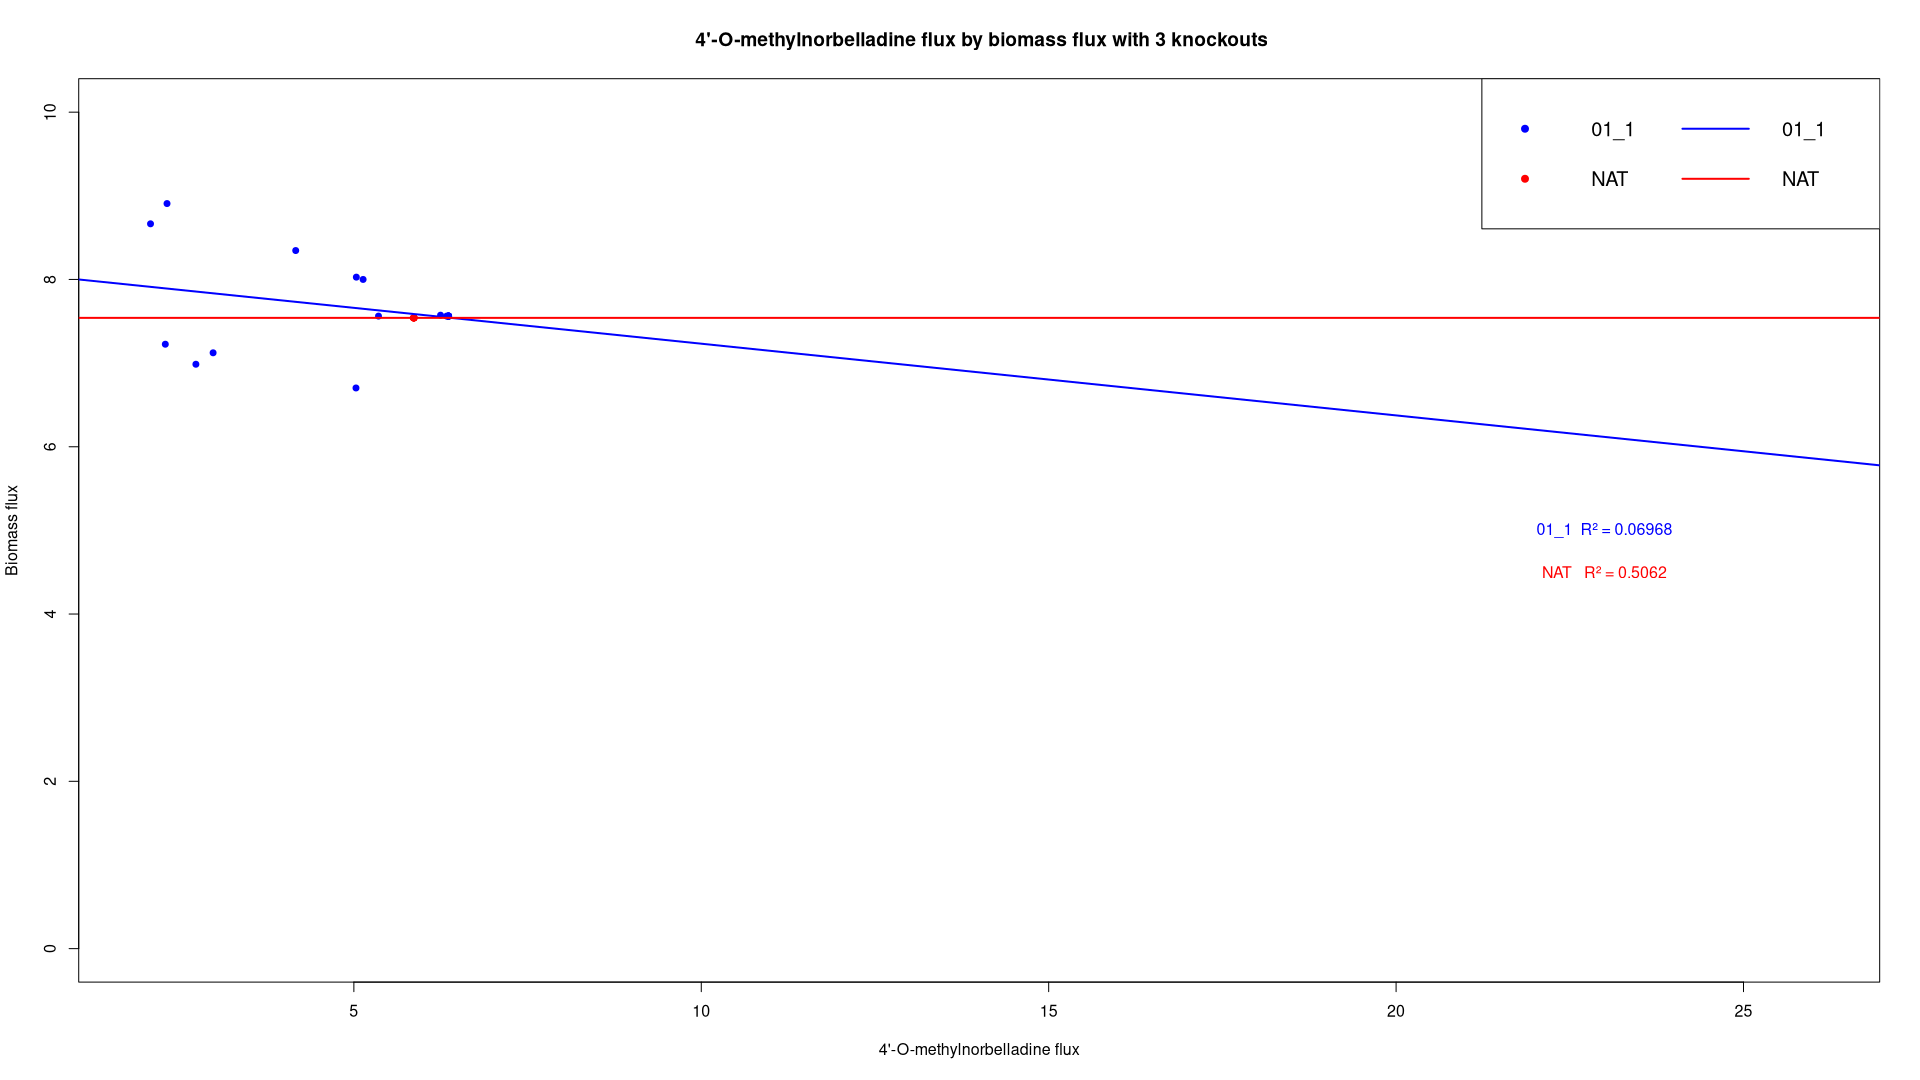 4'-O-methylnorbelladine flux by biomass flux with 3 knockouts
01_1 01_1
NAT NAT
10
8
6
4
2
0
Biomass flux
01_1 R² = 0.06968
NAT R² = 0.5062
5 10 15 20 25
4'-O-methylnorbelladine flux